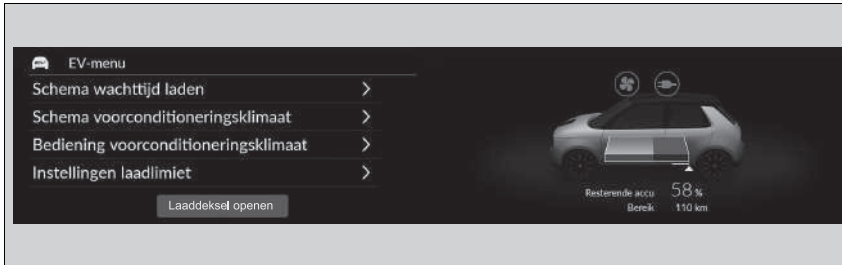 EV-menu
Schema wachttijd laden
Schema voorconditioneringsklimaat
Bediening voorconditioneringsklimaat
Instellingen laadlimiet
Laaddeksel openen
Resterende accu 58 %
Bereik 110 km